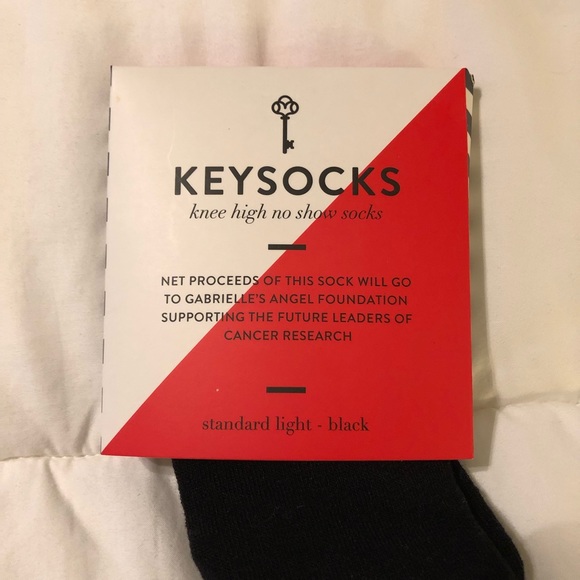 KEYSOCKS
knee high no show socks
NET PROCEEDS OF THIS SOCK WILL GO
TO GABRIELLE'S ANGEL FOUNDATION
SUPPORTING THE FUTURE LEADERS OF
CANCER RESEARCH
standard light - black